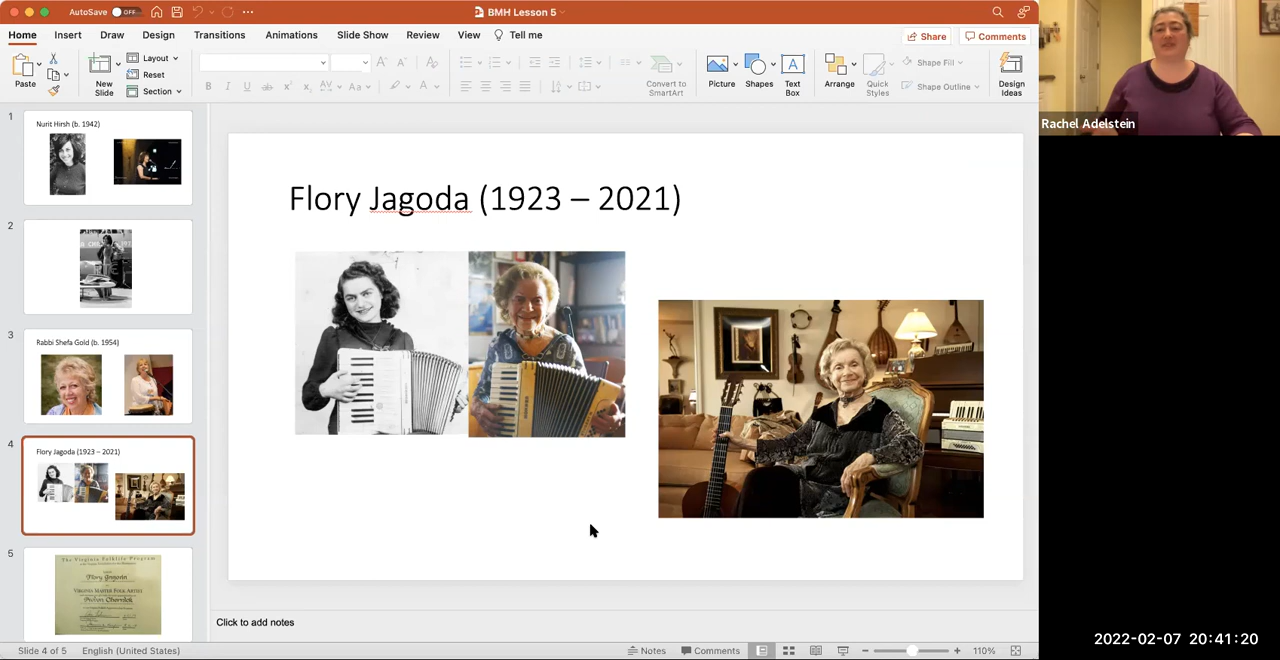 AutoSave OFF
BMH Lesson 5
Home Insert Draw Design Transitions Animations Slide Show Review View Tell me
Share Comments
Paste
New Slide
Layout
Reset
Section
Convert to SmartArt
Picture
Shapes
Text Box
Arrange
Quick Styles
Shape Fill
Shape Outline
Design Ideas
Rachel Adelstein
1
Nurit Hirsh (b. 1942)
2
3
Rabbi Shefa Gold (b. 1954)
4
Flory Jagoda (1923 – 2021)
5
The Virginia Folklife Program
Virginia Master Folk Artist
Flory Jagoda (1923 – 2021)
Click to add notes
Slide 4 of 5 English (United States)
Notes Comments
110%
2022-02-07 20:41:20